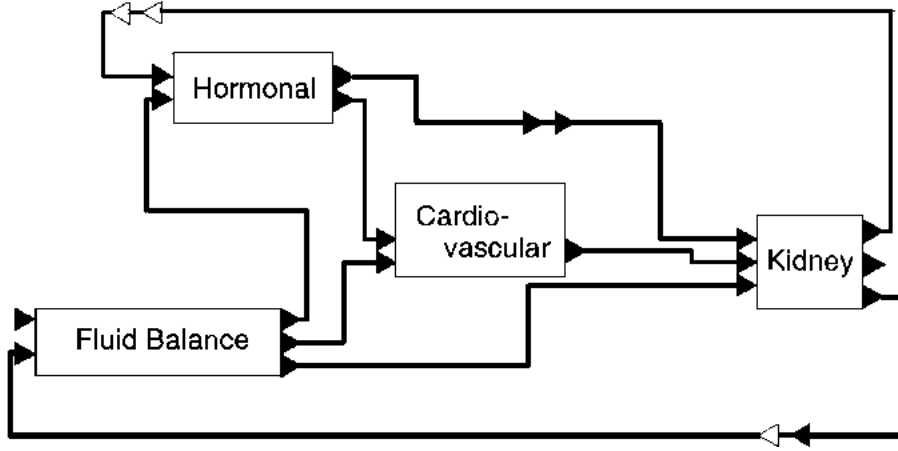 Hormonal
Cardio-
vascular
Kidney
Fluid Balance